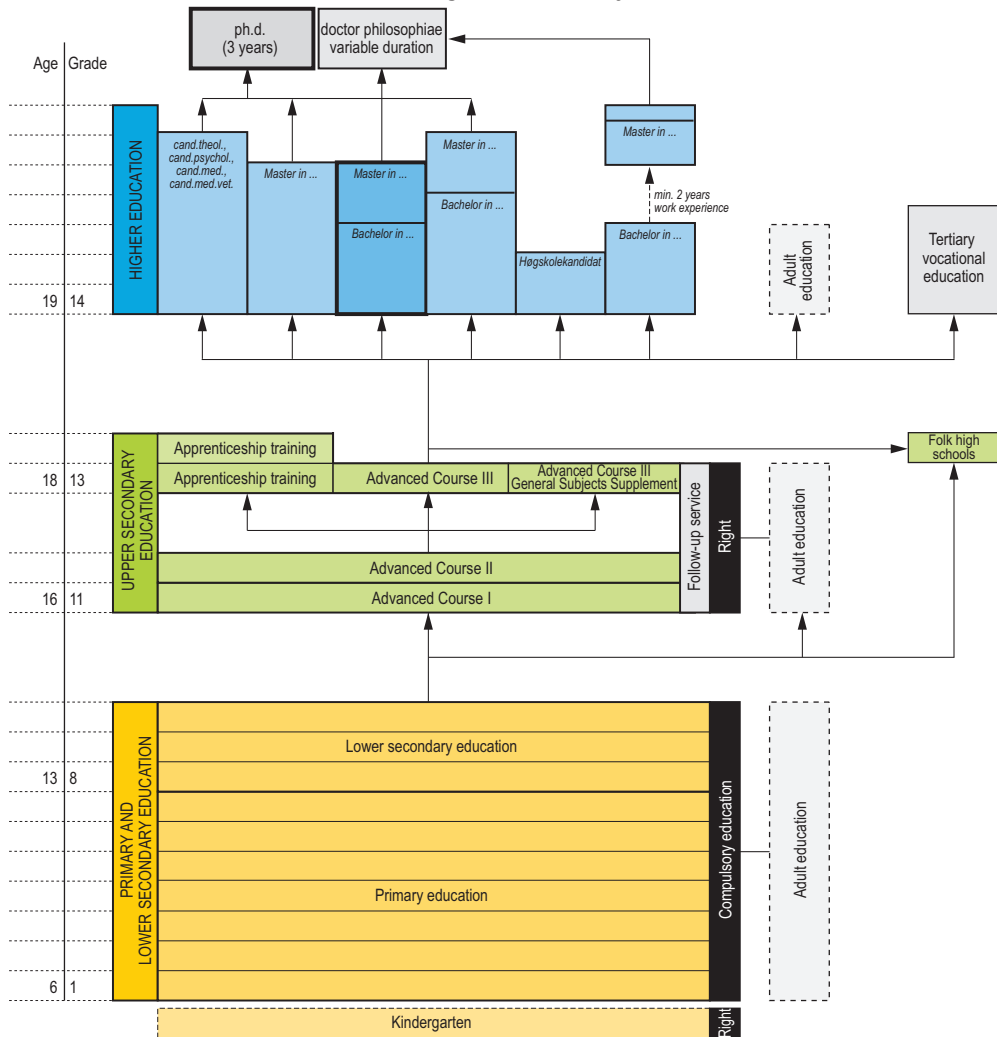 ph.d.
(3 years)
doctor philosophiae
variable duration
Age Grade
HIGHER EDUCATION
cand.theol.,
cand.psychol.,
cand.med.,
cand.med.vet.
Master in ...
Master in ...
Bachelor in ...
Master in ...
Bachelor in ...
Høgskolekandidat
Master in ...
min. 2 years
work experience
Bachelor in ...
Adult
education
Tertiary
vocational
education
19 14
UPPER SECONDARY
EDUCATION
Apprenticeship training
Folk high
schools
18 13
Apprenticeship training
Advanced Course III
Advanced Course III
General Subjects Supplement
Follow-up service
Right
Adult education
Advanced Course II
16 11
Advanced Course I
PRIMARY AND
LOWER SECONDARY EDUCATION
Lower secondary education
13 8
Compulsory education
Adult education
Primary education
6 1
Kindergarten
Right